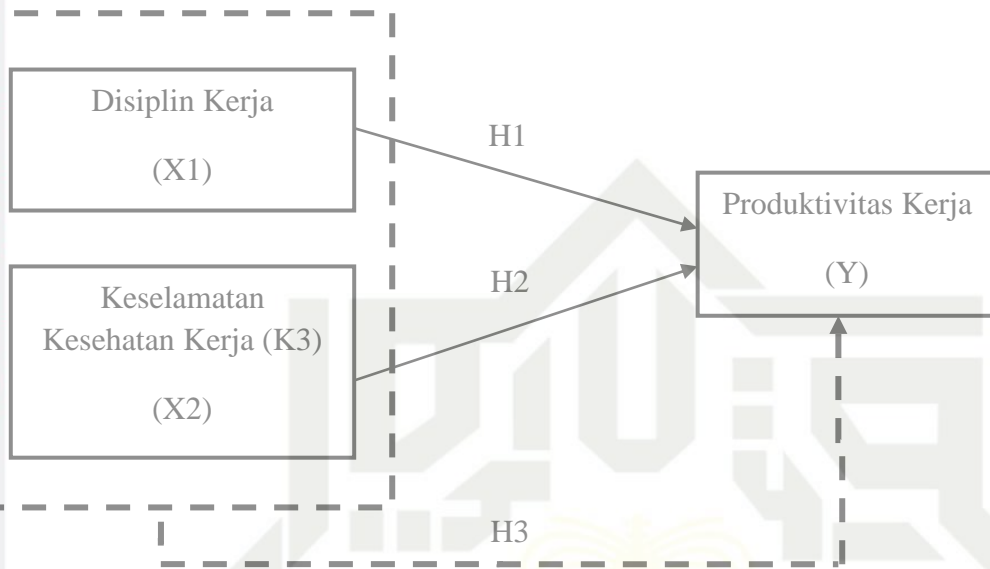 Disiplin Kerja
(X1)
H1
Produktivitas Kerja
(Y)
Keselamatan
Kesehatan Kerja (K3)
(X2)
H2
H3